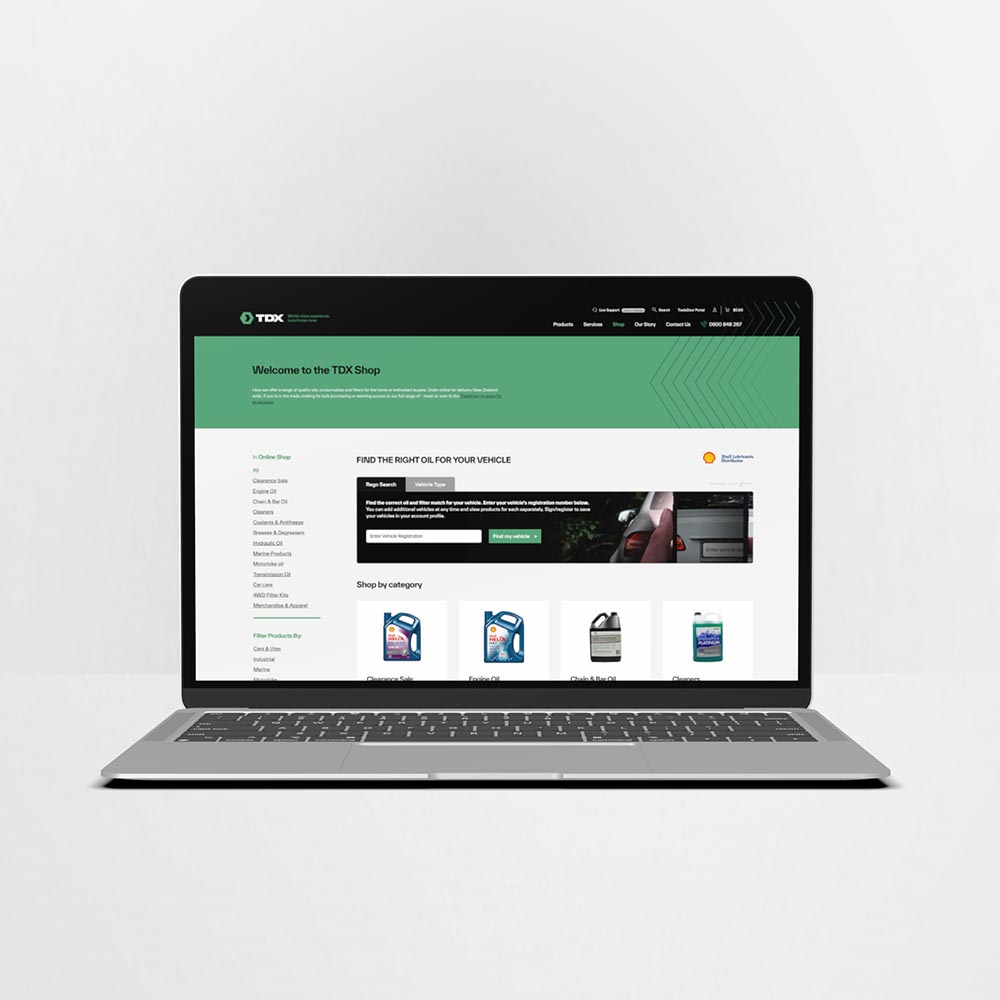 TDX
World-class experience.
Local know-how.
Live Support
Search
TradeDoor Portal
$0.00
Products
Services
Shop
Our Story
Contact Us
0800 848 267
Welcome to the TDX Shop
Here we offer a range of quality oils, consumables and filters for the home or enthusiast buyers. Order online for delivery New Zealand
wide. If you're in the trade, looking for bulk purchasing or wanting access to our full range of - head on over to the TradeDoor to apply for
an account.
In Online Shop
All
Clearance Sale
Engine Oil
Chain & Bar Oil
Cleaners
Coolants & Antifreeze
Greases & Degreasers
Hydraulic Oil
Marine Products
Motorbike oil
Transmission Oil
Car care
4WD Filter Kits
Merchandise & Apparel
Filter Products By:
Cars & Utes
Industrial
Marine
Motorbike
FIND THE RIGHT OIL FOR YOUR VEHICLE
Shell Lubricants
Distributor
Rego Search
Vehicle Type
Find the correct oil and filter match for your vehicle. Enter your vehicle's registration number below.
You can add additional vehicles at any time and view products for each separately. Sign/register to save
your vehicles in your account profile.
Enter Vehicle Registration
Find my vehicle
Enter vehicle reg
Shop by category
HELIX
HELIX
PLATINUM
Clearance Sale
Engine Oil
Chain & Bar Oil
Cleaners